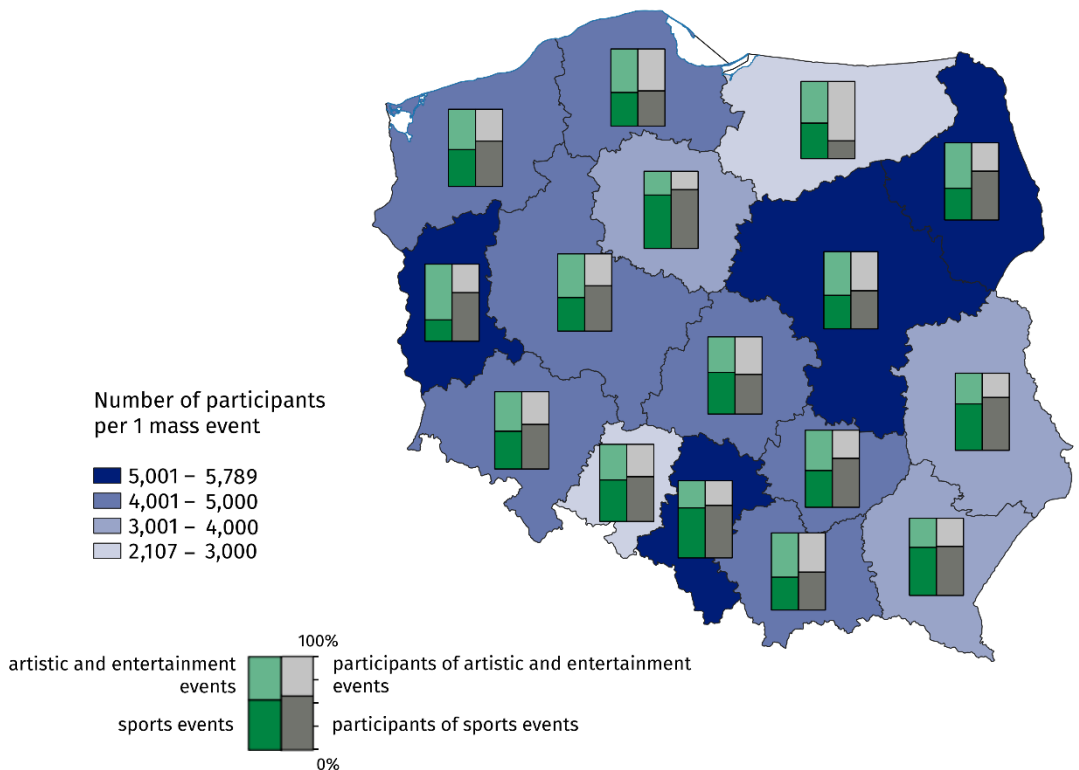 Number of participants
per 1 mass event
5,001 – 5,789
4,001 – 5,000
3,001 – 4,000
2,107 – 3,000
100%
artistic and entertainment
events
participants of artistic and entertainment
events
sports events
participants of sports events
0%